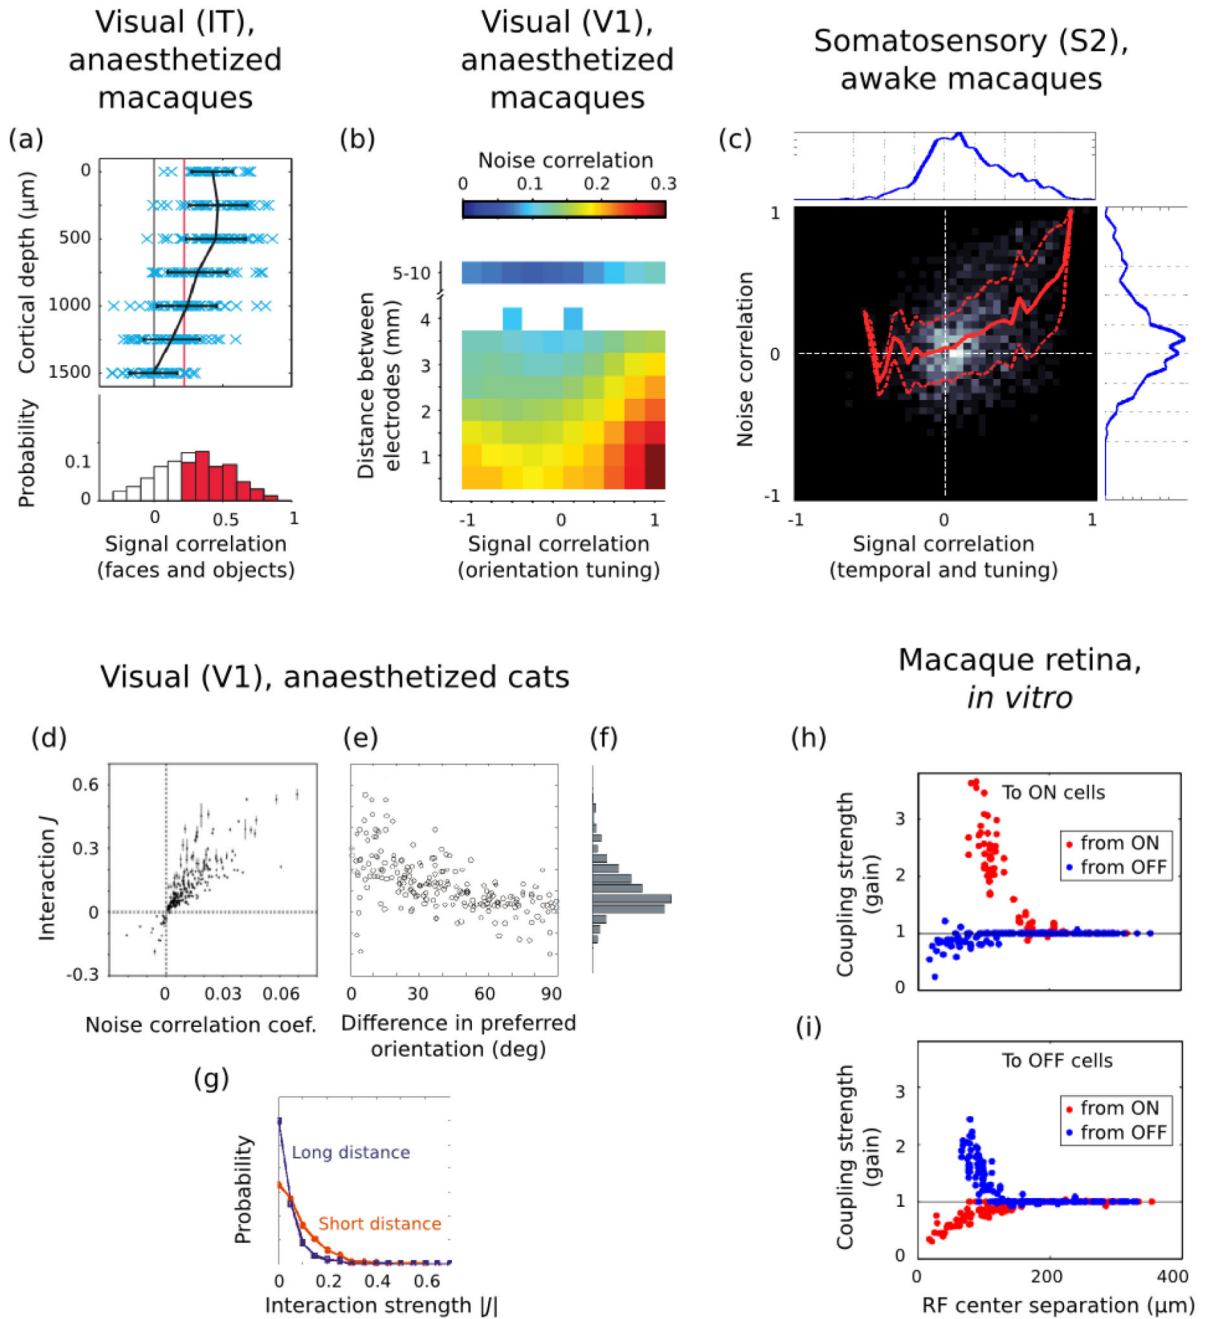 Visual (IT),
anaesthetized
macaques
Visual (V1),
anaesthetized
macaques
Somatosensory (S2),
awake macaques
(a)
0
500
1000
1500
Cortical depth (μm)
0.1
0
Probability
0
0.5
1
Signal correlation
(faces and objects)
(b)
Noise correlation
0
0.1
0.2
0.3
5-10
4
3
2
1
Distance between
electrodes (mm)
-1
0
1
Signal correlation
(orientation tuning)
(c)
1
0
-1
Noise correlation
-1
0
1
Signal correlation
(temporal and tuning)
Visual (V1), anaesthetized cats
Macaque retina,
in vitro
(d)
0.6
0.3
0
-0.3
Interaction J
0
0.03
0.06
Noise correlation coef.
(e)
0
30
60
90
Difference in preferred
orientation (deg)
(f)
(g)
Probability
Long distance
Short distance
0
0.2
0.4
0.6
Interaction strength |J|
(h)
To ON cells
from ON
from OFF
3
2
1
0
Coupling strength
(gain)
(i)
To OFF cells
from ON
from OFF
3
2
1
0
Coupling strength
(gain)
0
200
400
RF center separation (μm)